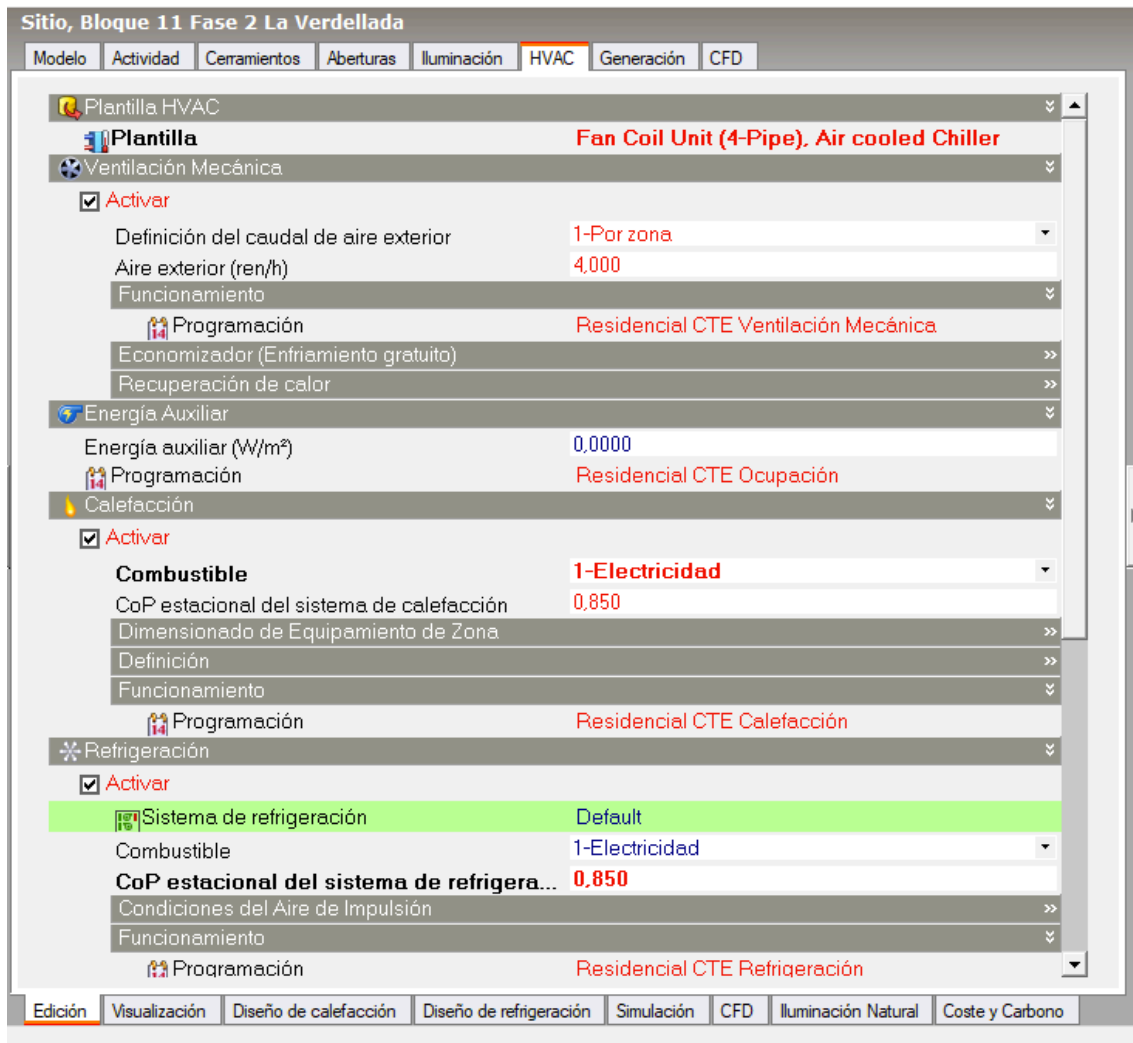 Sitio, Bloque 11 Fase 2 La Verdellada
Modelo Actividad Cerramientos Aberturas Iluminación HVAC Generación CFD
Plantilla HVAC
Plantilla Fan Coil Unit (4-Pipe), Air cooled Chiller
Ventilación Mecánica
Activar
Definición del caudal de aire exterior 1-Por zona
Aire exterior (ren/h) 4,000
Funcionamiento
Programación Residencial CTE Ventilación Mecánica
Economizador (Enfriamiento gratuito)
Recuperación de calor
Energía Auxiliar
Energía auxiliar (W/m²) 0,0000
Programación Residencial CTE Ocupación
Calefacción
Activar
Combustible 1-Electricidad
CoP estacional del sistema de calefacción 0,850
Dimensionado de Equipamiento de Zona
Definición
Funcionamiento
Programación Residencial CTE Calefacción
Refrigeración
Activar
Sistema de refrigeración Default
Combustible 1-Electricidad
CoP estacional del sistema de refrigera... 0,850
Condiciones del Aire de Impulsión
Funcionamiento
Programación Residencial CTE Refrigeración
Edición Visualización Diseño de calefacción Diseño de refrigeración Simulación CFD Iluminación Natural Coste y Carbono